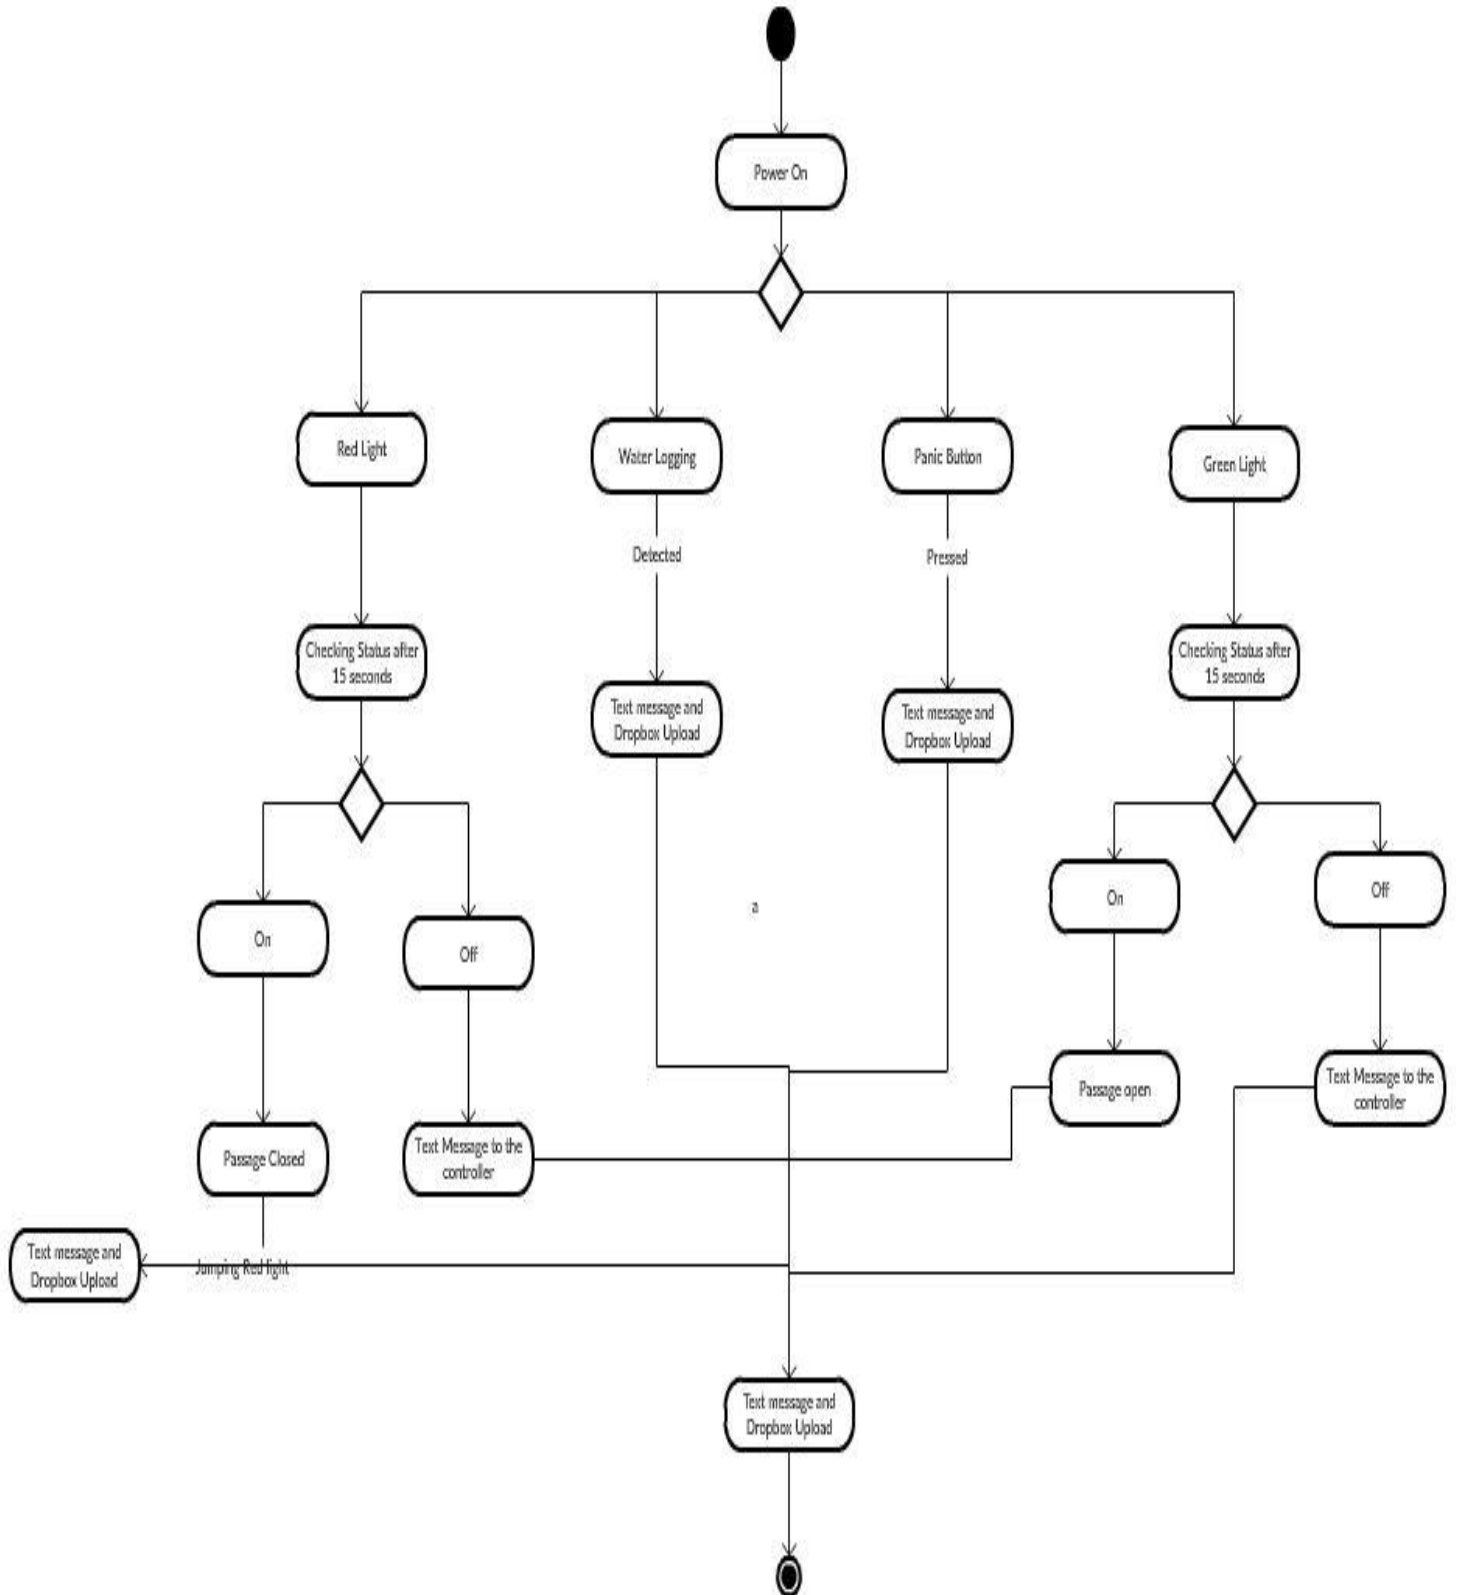 Power On
Red Light
Water Logging
Panic Button
Green Light
Detected
Pressed
Checking Status after
15 seconds
Checking Status after
15 seconds
Text message and
Dropbox Upload
Text message and
Dropbox Upload
On
Off
a
On
Off
Passage Closed
Text Message to the
controller
Passage open
Text Message to the
controller
Text message and
Dropbox Upload
Jumping Red light
Text message and
Dropbox Upload